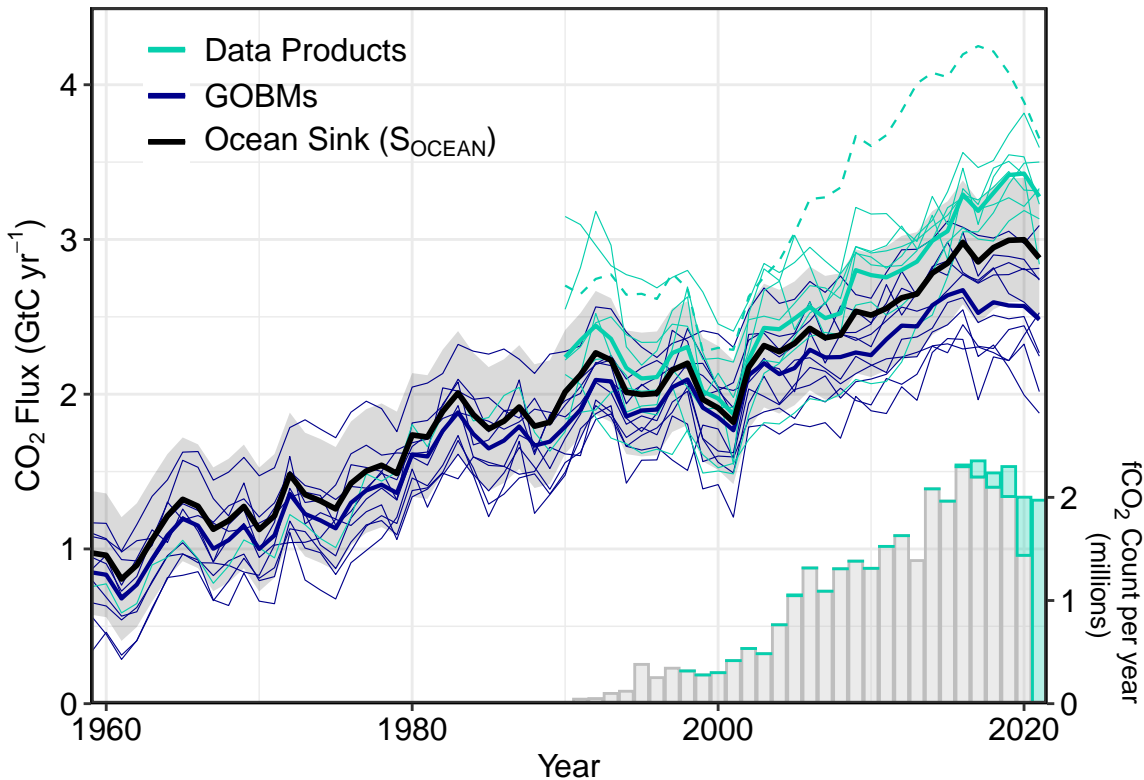 Data Products
GOBMs
Ocean Sink (S_OCEAN)
4
3
2
1
0
CO₂ Flux (GtC yr⁻¹)
2
1
0
fCO₂ Count per year
(millions)
1960
1980
2000
2020
Year